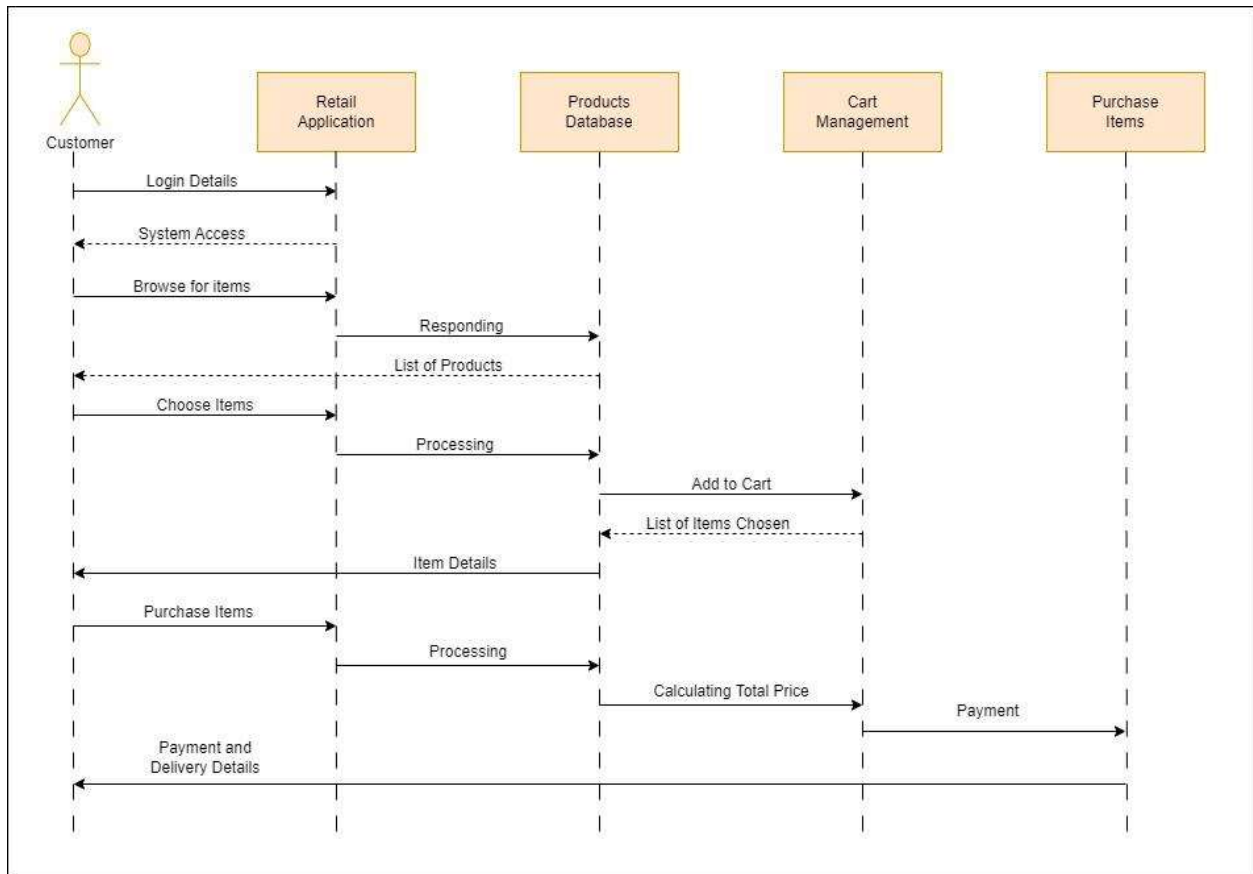 Retail
Application
Products
Database
Cart
Management
Purchase
Items
Customer
Login Details
System Access
Browse for items
Responding
List of Products
Choose Items
Processing
Add to Cart
List of Items Chosen
Item Details
Purchase Items
Processing
Calculating Total Price
Payment
Payment and
Delivery Details